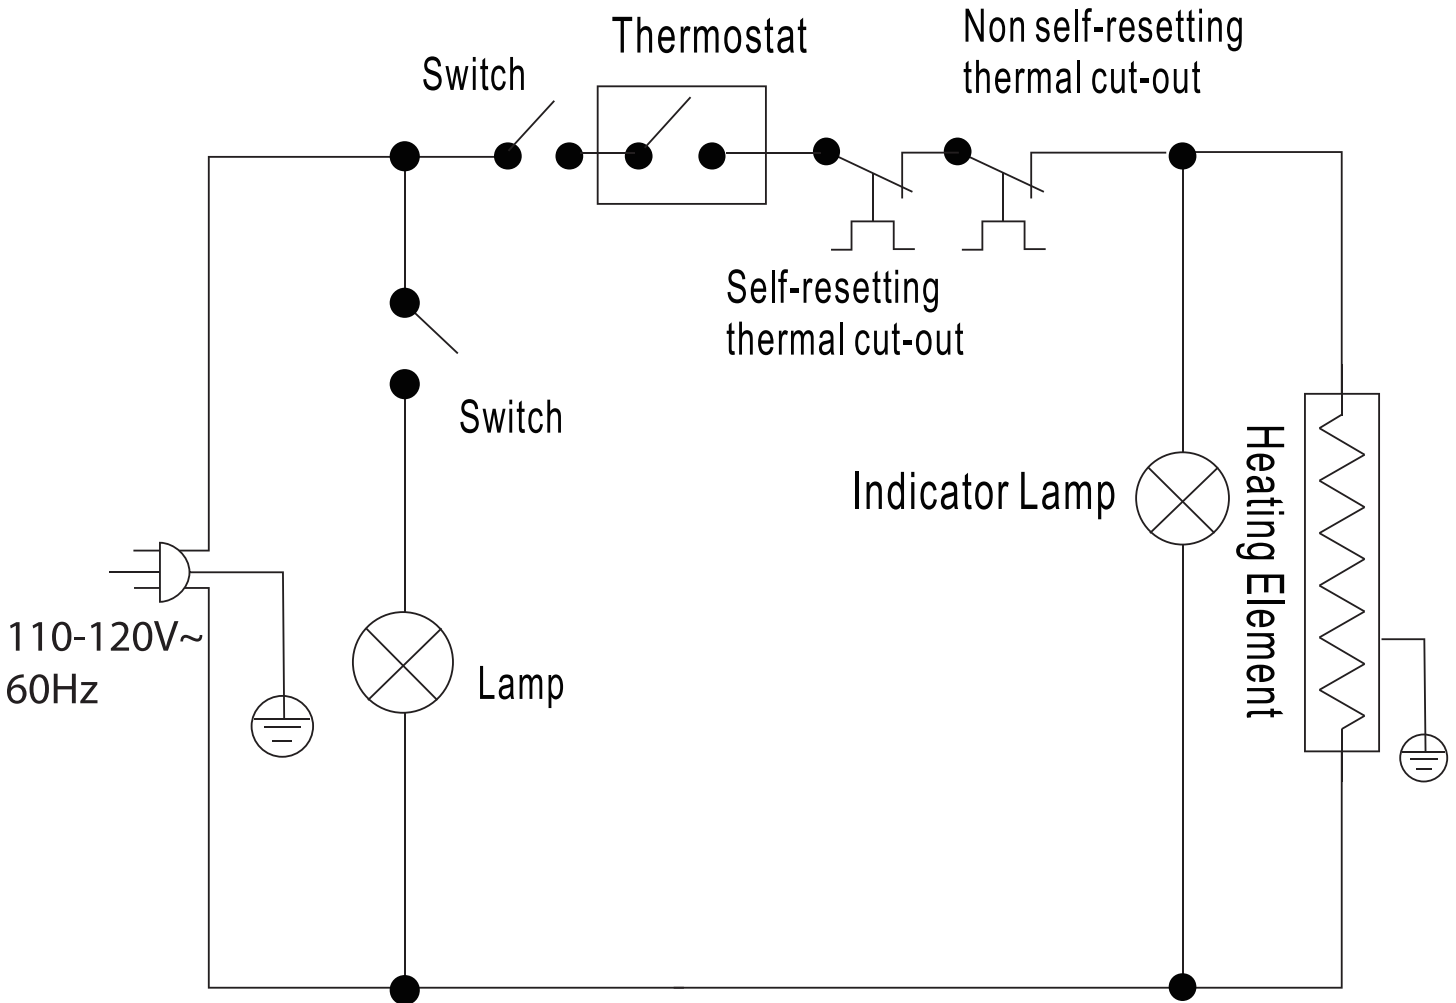 Thermostat
Non self-resetting
thermal cut-out
Switch
Self-resetting
thermal cut-out
Switch
Indicator Lamp
Heating Element
110-120V~
60Hz
Lamp